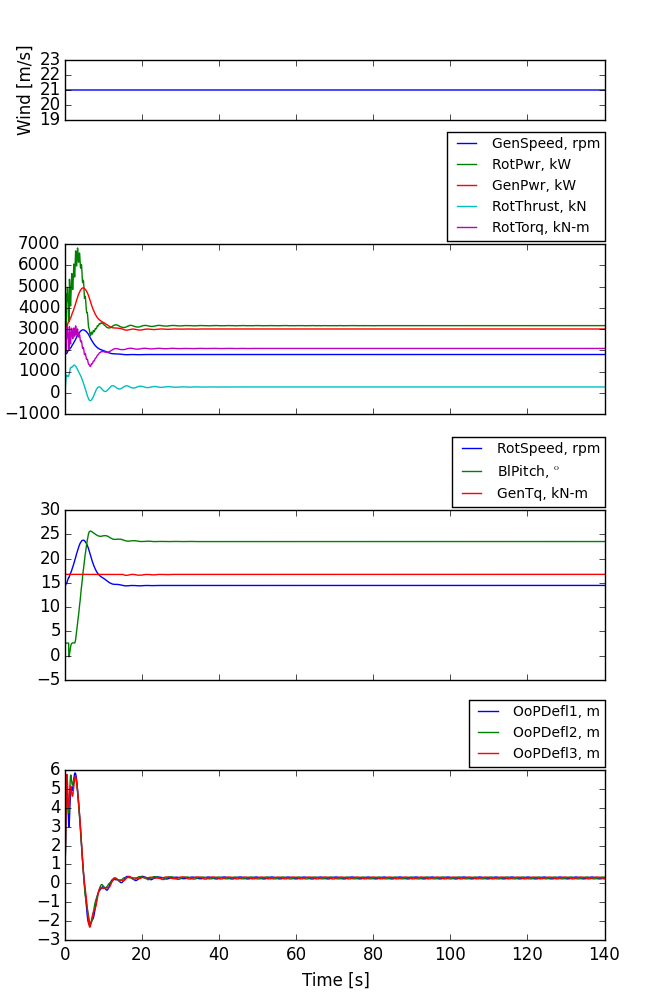 Wind [m/s]
23
22
21
20
19
GenSpeed, rpm
RotPwr, kW
GenPwr, kW
RotThrust, kN
RotTorq, kN-m
7000
6000
5000
4000
3000
2000
1000
0
−1000
RotSpeed, rpm
BlPitch, °
GenTq, kN-m
30
25
20
15
10
5
0
−5
OoPDefl1, m
OoPDefl2, m
OoPDefl3, m
6
5
4
3
2
1
0
−1
−2
−3
0 20 40 60 80 100 120 140
Time [s]